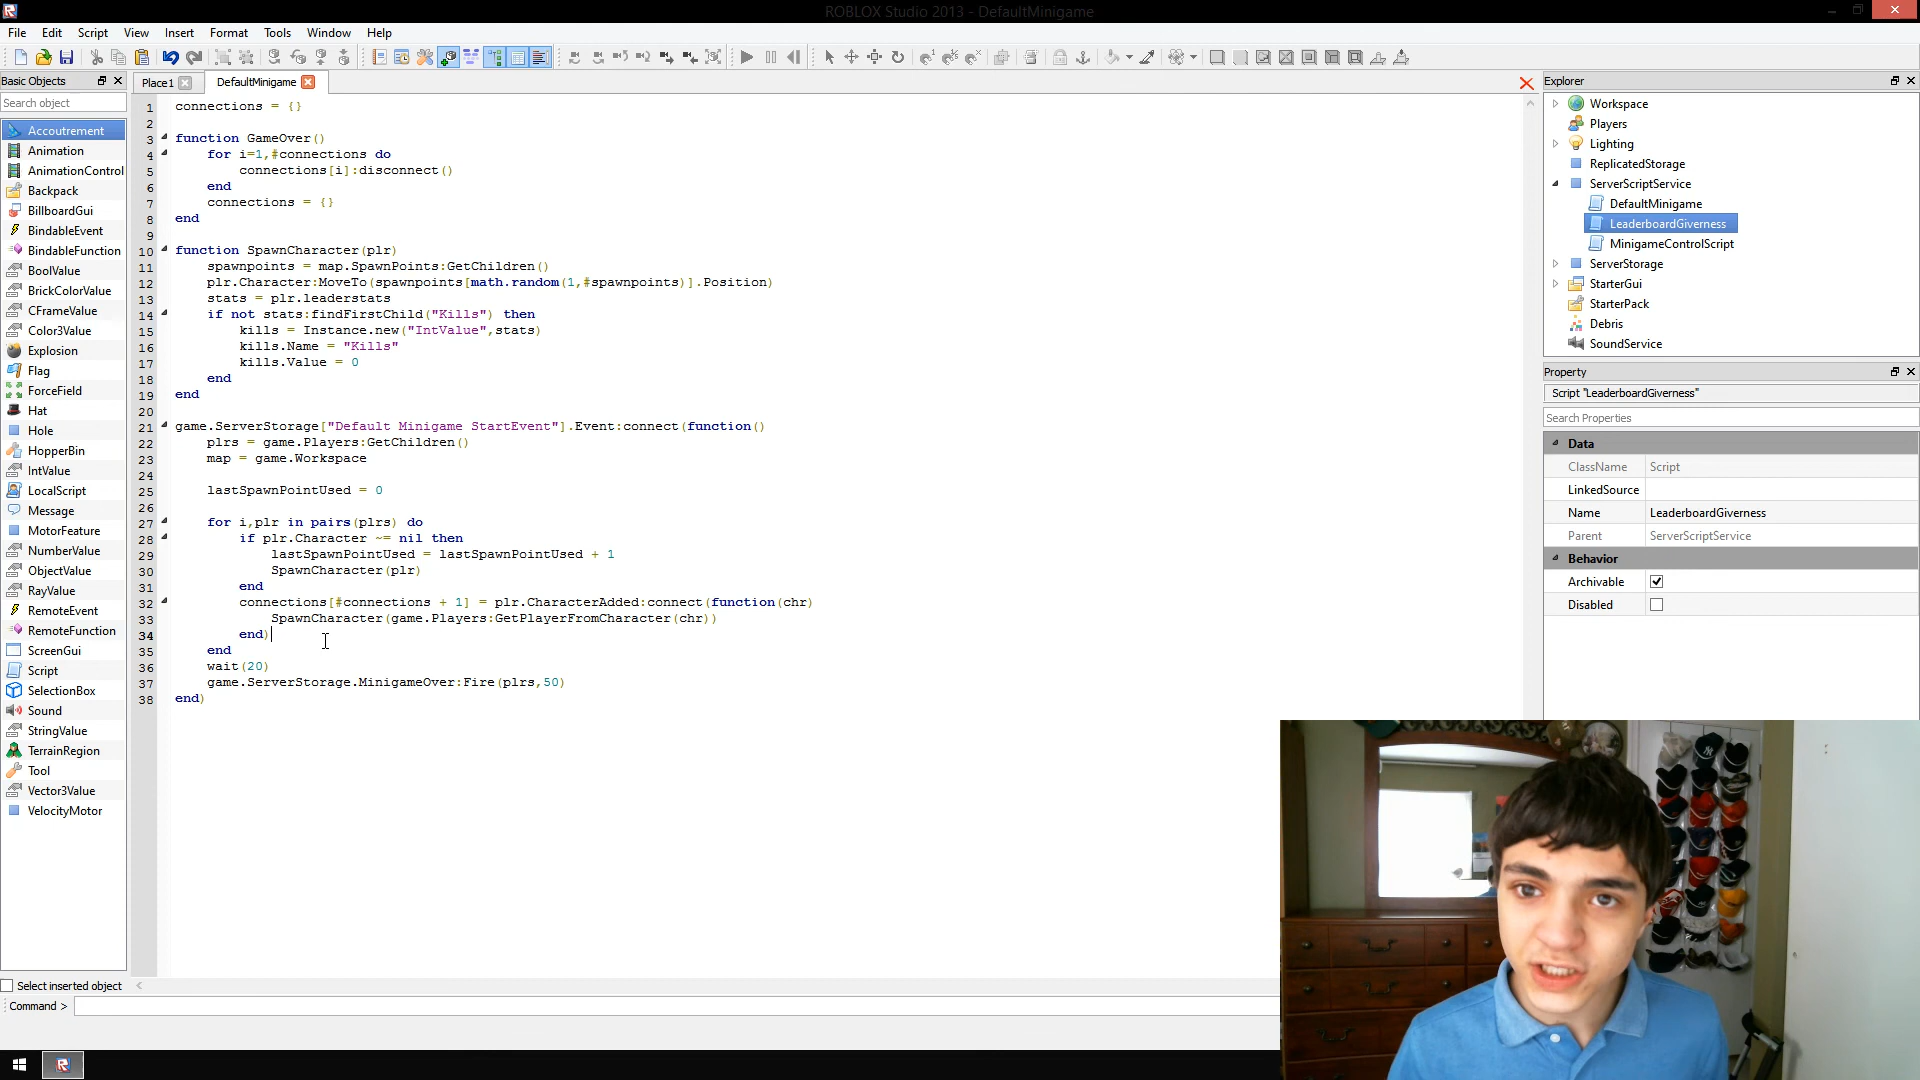 ROBLOX Studio 2013 - DefaultMinigame
File Edit Script View Insert Format Tools Window Help
Basic Objects
Search object
Accoutrement
Animation
AnimationControl
Backpack
BillboardGui
BindableEvent
BindableFunction
BoolValue
BrickColorValue
CFrameValue
Color3Value
Explosion
Flag
ForceField
Hat
Hole
HopperBin
IntValue
LocalScript
Message
MotorFeature
NumberValue
ObjectValue
RayValue
RemoteEvent
RemoteFunction
ScreenGui
Script
SelectionBox
Sound
StringValue
TerrainRegion
Tool
Vector3Value
VelocityMotor
Select inserted object
Command >
Place1 DefaultMinigame
1 connections = {}
2
3 function GameOver()
4 for i=1,#connections do
5 connections[i]:disconnect()
6 end
7 connections = {}
8 end
9
10 function SpawnCharacter(plr)
11 spawnpoints = map.SpawnPoints:GetChildren()
12 plr.Character:MoveTo(spawnpoints[math.random(1,#spawnpoints)].Position)
13 stats = plr.leaderstats
14 if not stats:findFirstChild("Kills") then
15 kills = Instance.new("IntValue",stats)
16 kills.Name = "Kills"
17 kills.Value = 0
18 end
19 end
20
21 game.ServerStorage["Default Minigame StartEvent"].Event:connect(function()
22 plrs = game.Players:GetChildren()
23 map = game.Workspace
24
25 lastSpawnPointUsed = 0
26
27 for i,plr in pairs(plrs) do
28 if plr.Character ~= nil then
29 lastSpawnPointUsed = lastSpawnPointUsed + 1
30 SpawnCharacter(plr)
31 end
32 connections[#connections + 1] = plr.CharacterAdded:connect(function(chr)
33 SpawnCharacter(game.Players:GetPlayerFromCharacter(chr))
34 end)
35 end
36 wait(20)
37 game.ServerStorage.MinigameOver:Fire(plrs,50)
38 end)
Explorer
Workspace
Players
Lighting
ReplicatedStorage
ServerScriptService
DefaultMinigame
LeaderboardGiverness
MinigameControlScript
ServerStorage
StarterGui
StarterPack
Debris
SoundService
Property
Script "LeaderboardGiverness"
Search Properties
Data
ClassName Script
LinkedSource
Name LeaderboardGiverness
Parent ServerScriptService
Behavior
Archivable
Disabled